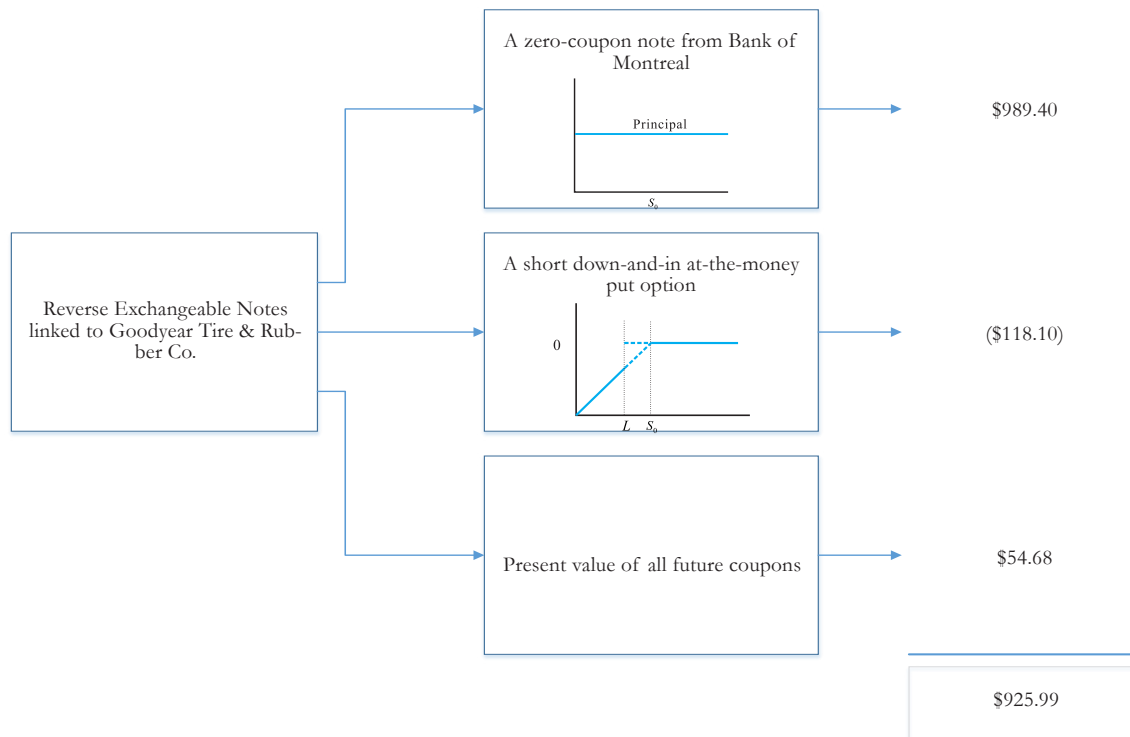 A zero-coupon note from Bank of
Montreal
Principal
S₀
$989.40
Reverse Exchangeable Notes
linked to Goodyear Tire & Rub-
ber Co.
A short down-and-in at-the-money
put option
0
L S₀
($118.10)
Present value of all future coupons
$54.68
$925.99